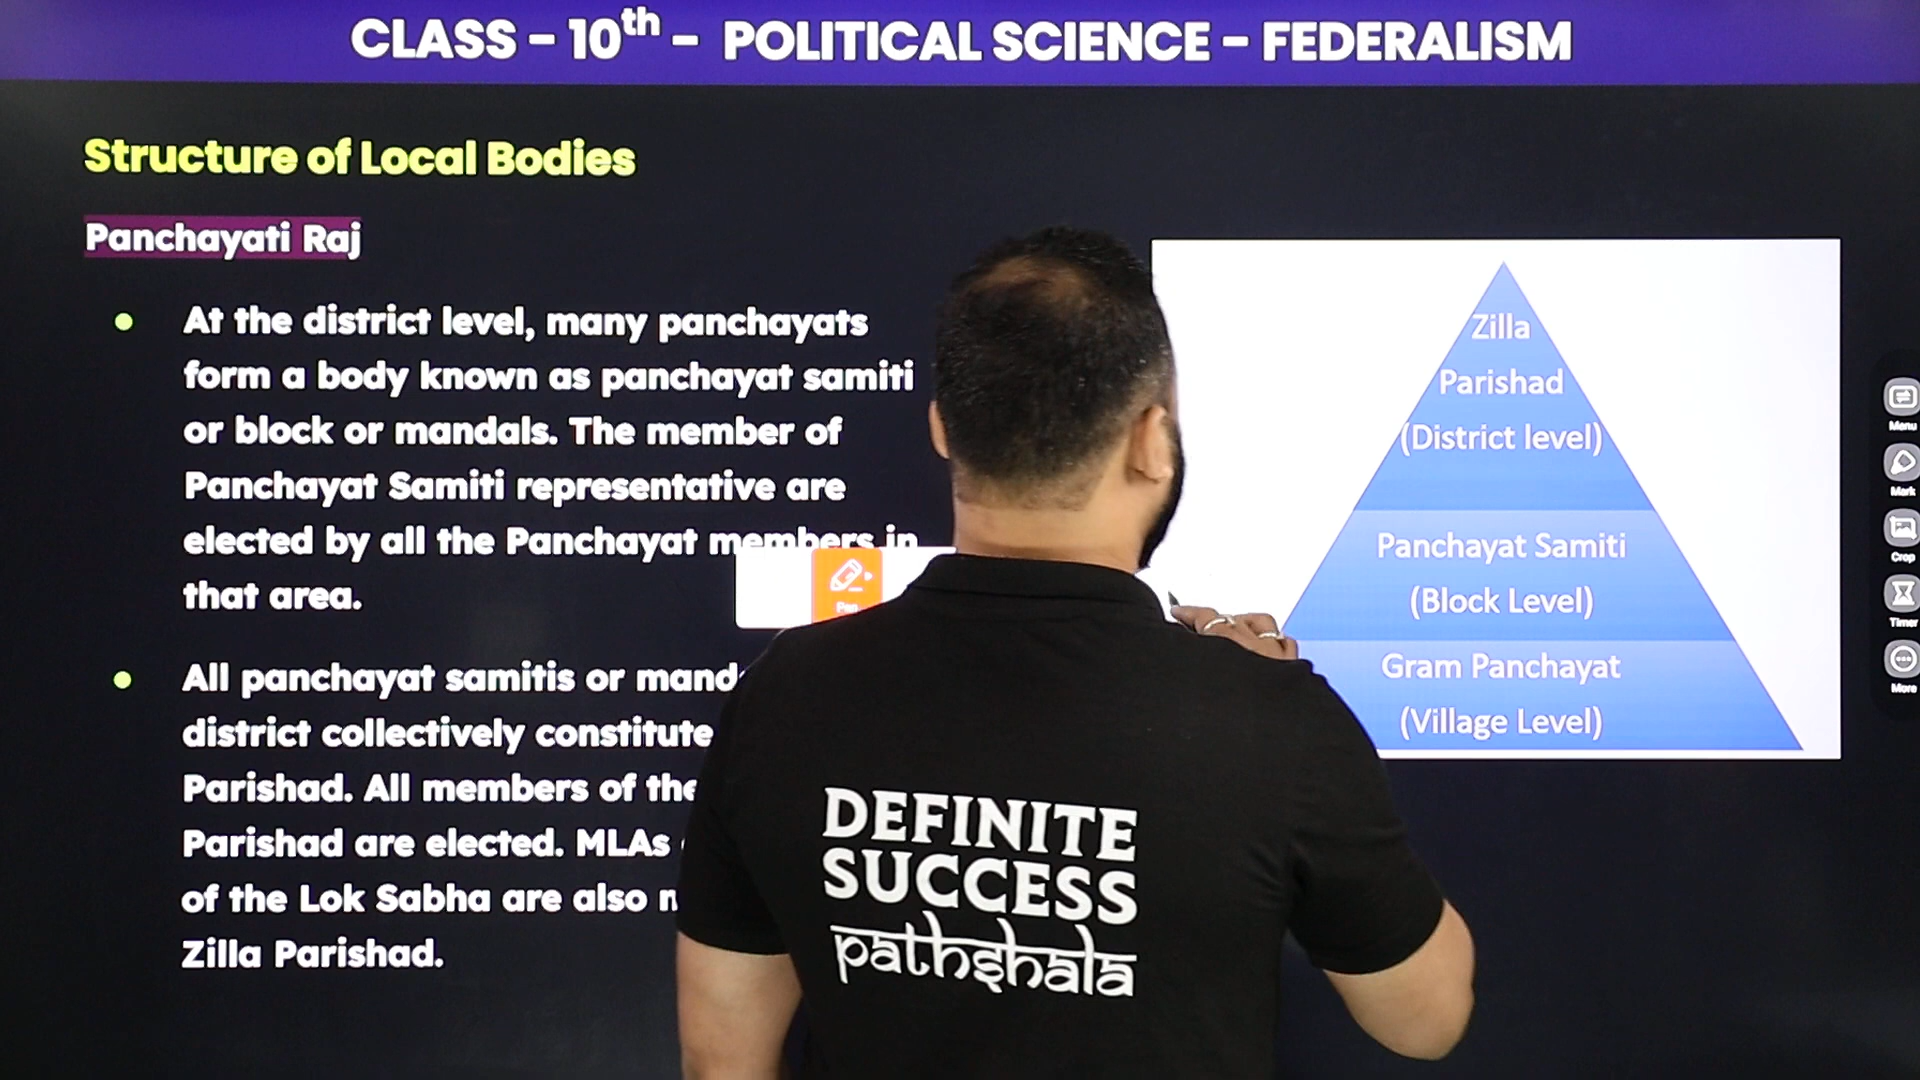 CLASS - 10th - POLITICAL SCIENCE - FEDERALISM
Structure of Local Bodies
Panchayati Raj
At the district level, many panchayats
form a body known as panchayat samiti
or block or mandals. The member of
Panchayat Samiti representative are
elected by all the Panchayat members in
that area.
All panchayat samitis or
district collectively constitute
Parishad. All members of the
Parishad are elected. MLAs
of the Lok Sabha are also
Zilla Parishad.
Zilla
Parishad
(District level)
Panchayat Samiti
(Block Level)
Gram Panchayat
(Village Level)
Pen
Menu
Mark
Crop
Timer
More
DEFINITE
SUCCESS
pathshala